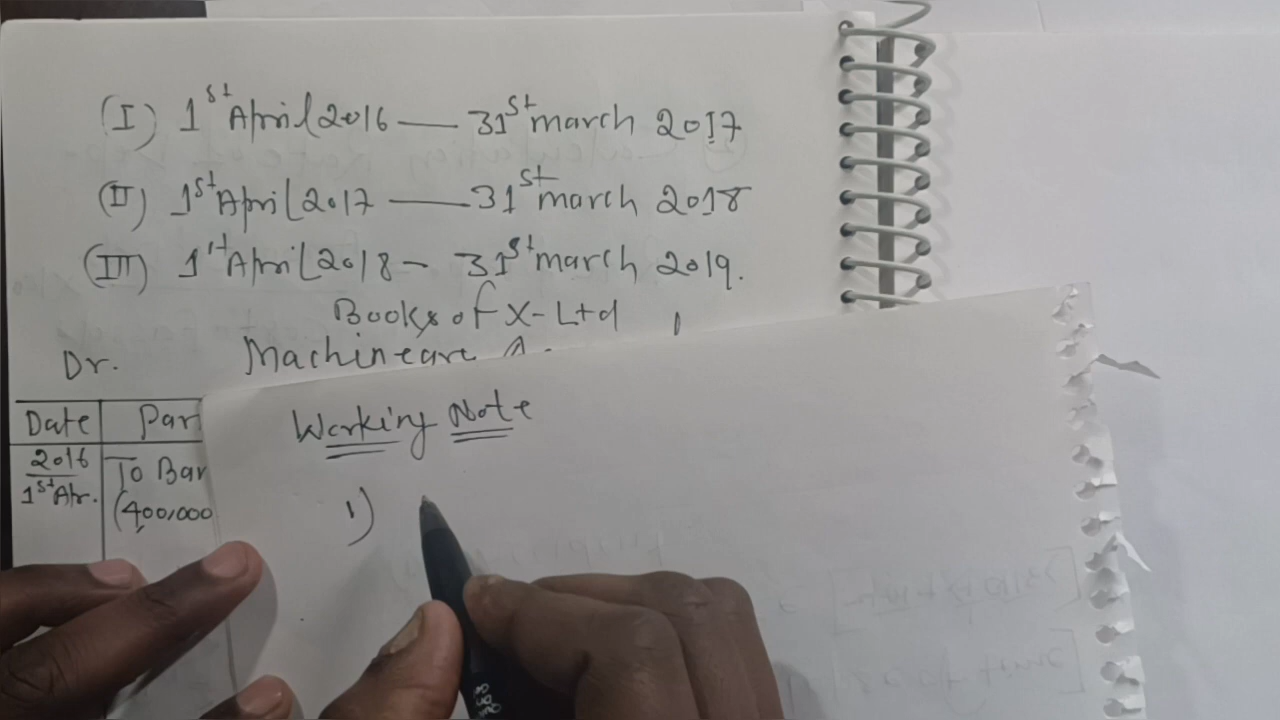 (I) 1st April 2016 — 31st march 2017
(II) 1st April 2017 — 31st march 2018
(III) 1st April 2018 - 31st march 2019.
Books of X-Ltd
Dr.
Date
Par
2016
1st Apr.
To Ban
(400,000
Working Note
1)